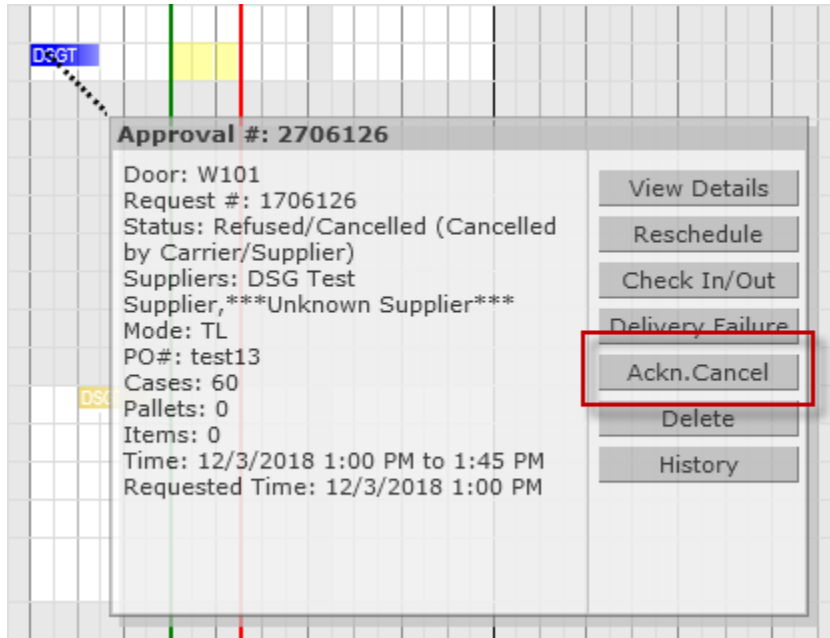 DSGT
Approval #: 2706126
Door: W101
Request #: 1706126
Status: Refused/Cancelled (Cancelled
by Carrier/Supplier)
Suppliers: DSG Test
Supplier,***Unknown Supplier***
Mode: TL
PO#: test13
Cases: 60
Pallets: 0
Items: 0
Time: 12/3/2018 1:00 PM to 1:45 PM
Requested Time: 12/3/2018 1:00 PM
View Details
Reschedule
Check In/Out
Delivery Failure
Ackn.Cancel
Delete
History